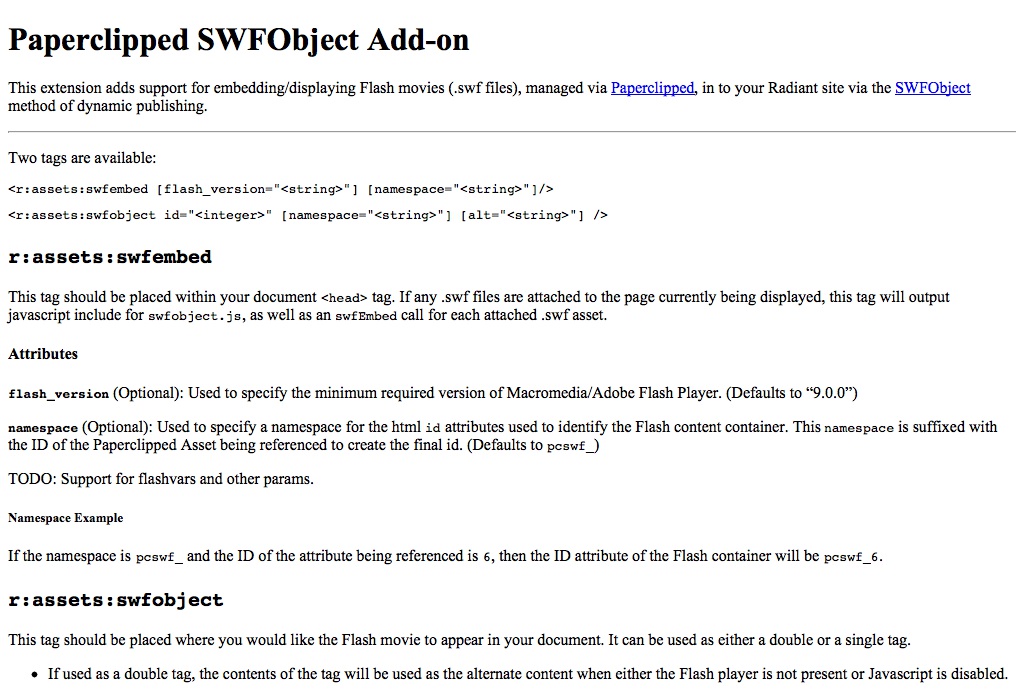 Paperclipped SWFObject Add-on
This extension adds support for embedding/displaying Flash movies (.swf files), managed via Paperclipped, in to your Radiant site via the SWFObject
method of dynamic publishing.
Two tags are available:
<r:assets:swfembed [flash_version="<string>"] [namespace="<string>"]/>
<r:assets:swfobject id="<integer>" [namespace="<string>"] [alt="<string>"] />
r:assets:swfembed
This tag should be placed within your document <head> tag. If any .swf files are attached to the page currently being displayed, this tag will output
javascript include for swfobject.js, as well as an swfEmbed call for each attached .swf asset.
Attributes
flash_version (Optional): Used to specify the minimum required version of Macromedia/Adobe Flash Player. (Defaults to “9.0.0”)
namespace (Optional): Used to specify a namespace for the html id attributes used to identify the Flash content container. This namespace is suffixed with
the ID of the Paperclipped Asset being referenced to create the final id. (Defaults to pcswf_)
TODO: Support for flashvars and other params.
Namespace Example
If the namespace is pcswf_ and the ID of the attribute being referenced is 6, then the ID attribute of the Flash container will be pcswf_6.
r:assets:swfobject
This tag should be placed where you would like the Flash movie to appear in your document. It can be used as either a double or a single tag.
• If used as a double tag, the contents of the tag will be used as the alternate content when either the Flash player is not present or Javascript is disabled.